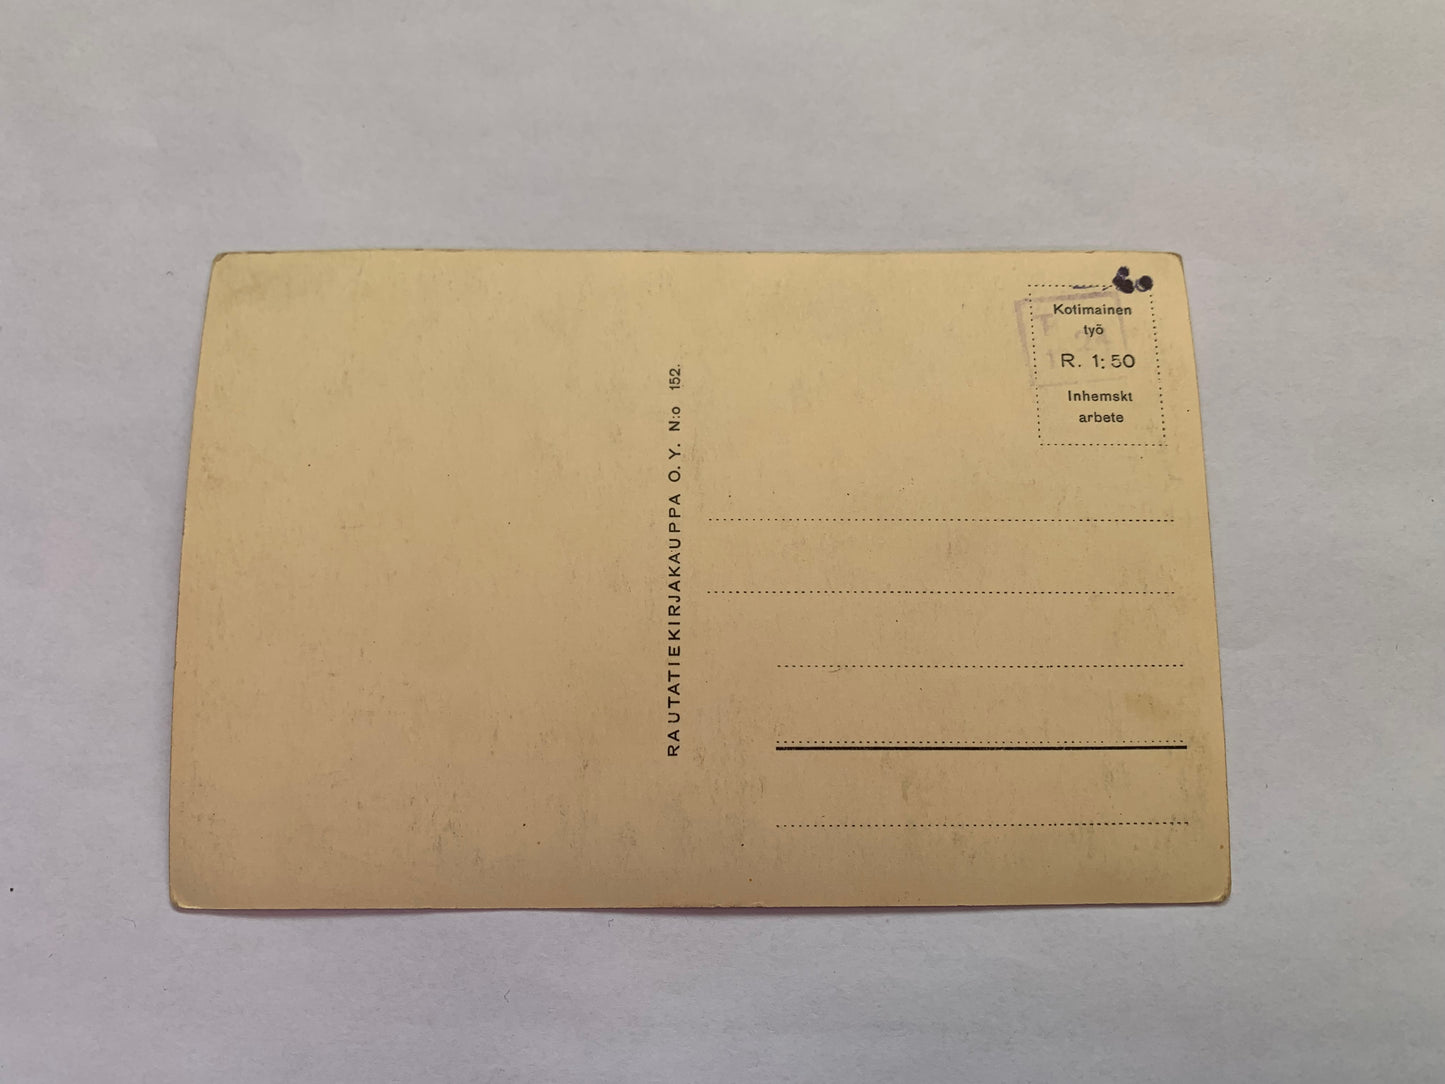 RAUTATIEKIRJAKAUPPA O. Y. N:o 152.
Kotimainen
työ
R. 1:50
Inhemskt
arbete